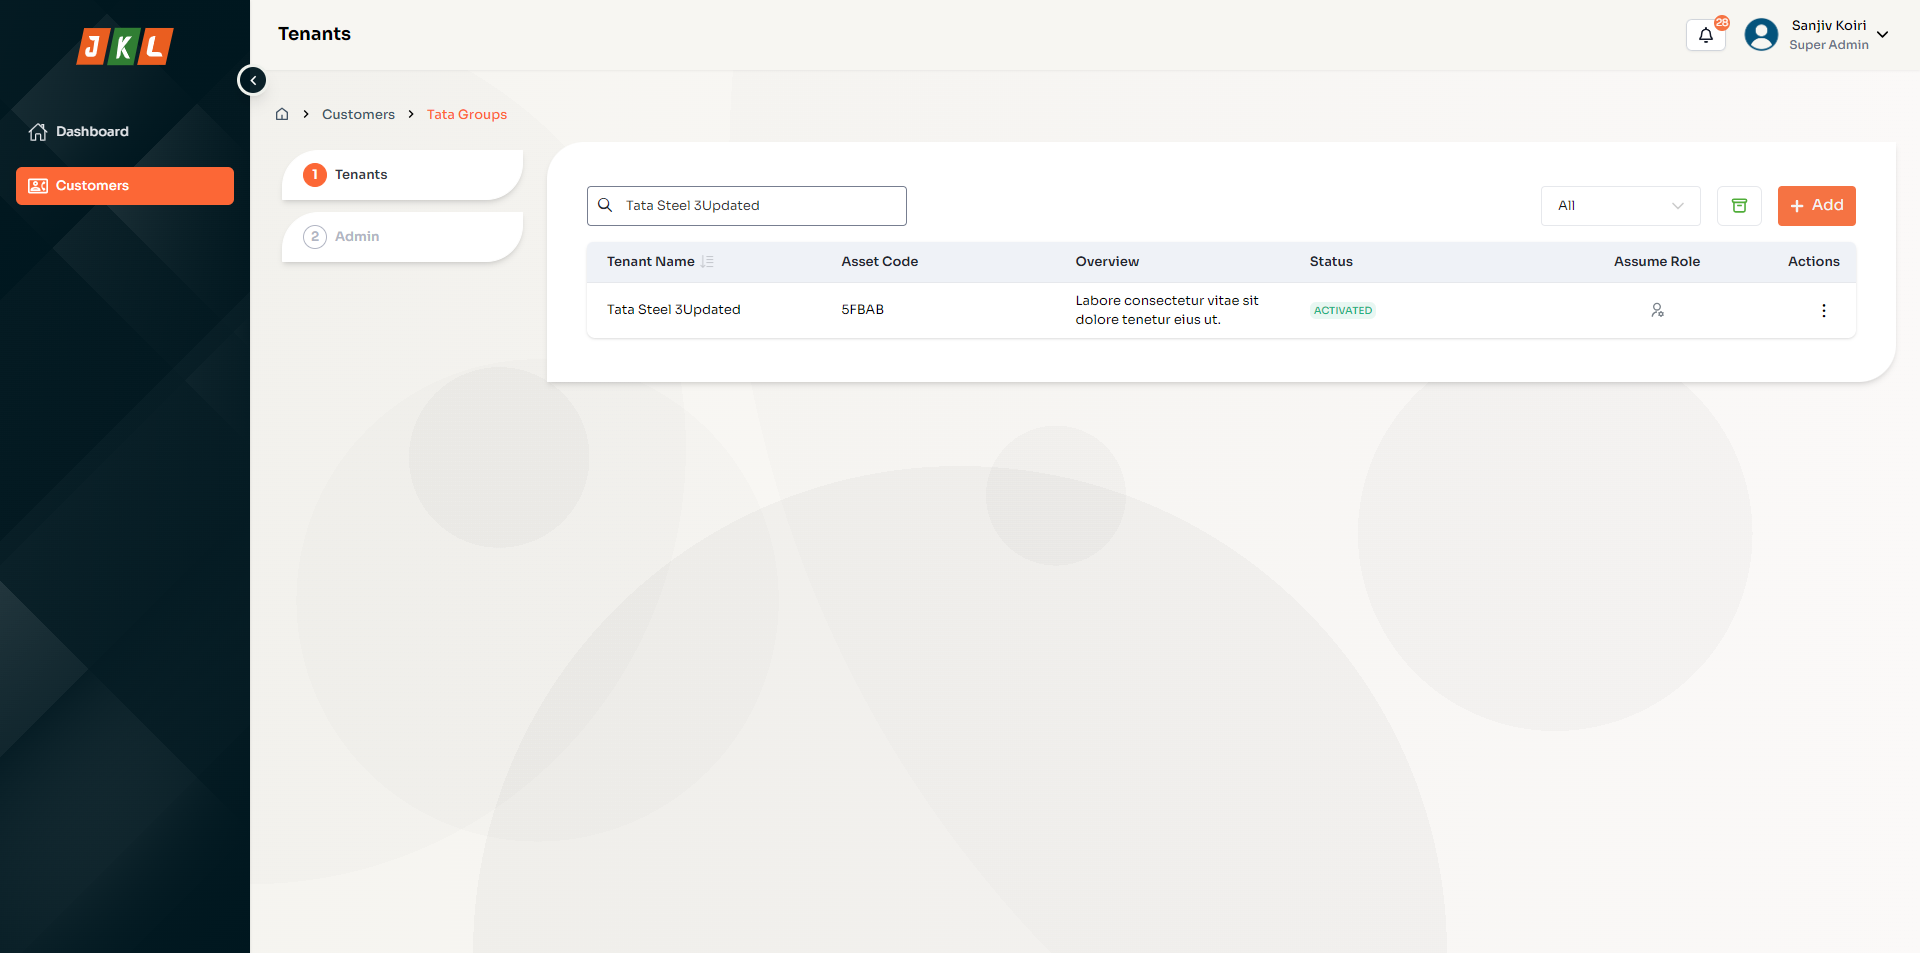 JKL
Dashboard
Customers
Tenants
28
Sanjiv Koiri
Super Admin
Customers
Tata Groups
1 Tenants
2 Admin
Tata Steel 3Updated
All
Add
Tenant Name Asset Code Overview Status Assume Role Actions
Tata Steel 3Updated 5FBAB Labore consectetur vitae sit
dolore tenetur eius ut. ACTIVATED